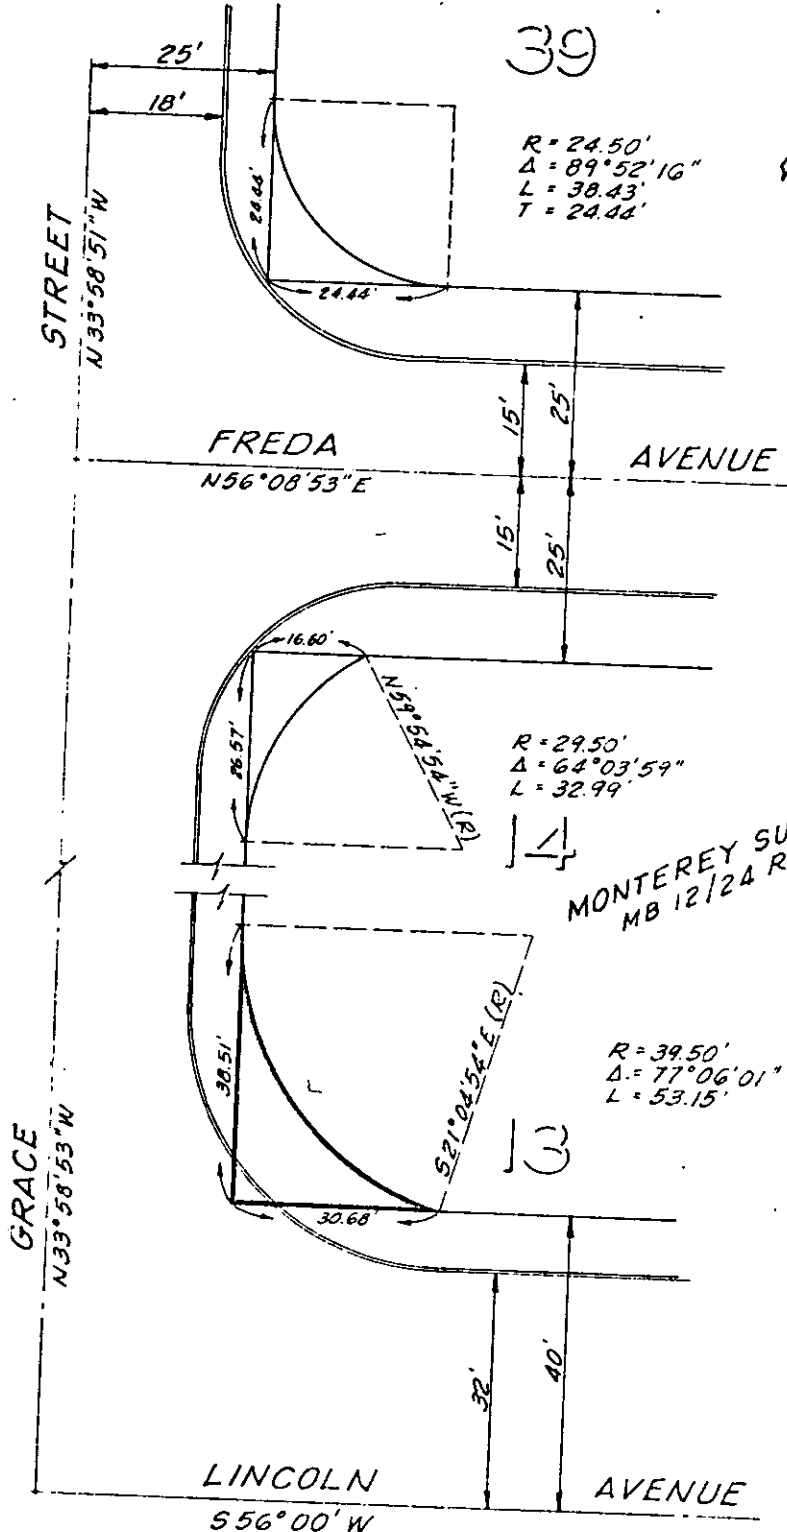 39
25'
18'
R = 24.50'
Δ = 89°52'16"
L = 38.43'
T = 24.44'
24.44'
24.44'
STREET
N 33°58'51"W
15'
25'
FREDA
AVENUE
N56°08'53"E
15'
25'
16.60'
26.57'
N59°54'54"W(R)
R = 29.50'
Δ = 64°03'59"
L = 32.99'
14
MONTEREY SU
MB 12/24 R
38.51'
S21°04'54"E (R)
R = 39.50'
Δ = 77°06'01"
L = 53.15'
13
30.68'
GRACE
N33°58'53"W
32'
40'
LINCOLN
AVENUE
S 56°00' W